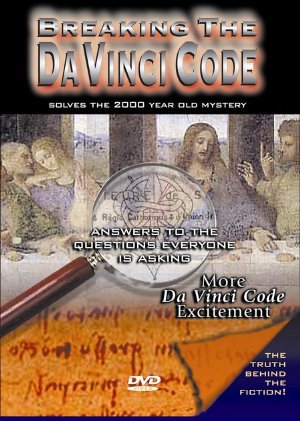 BREAKING THE
DA VINCI CODE
SOLVES THE 2000 YEAR OLD MYSTERY
ANSWERS TO THE
QUESTIONS EVERYONE
IS ASKING
More
Da Vinci Code
Excitement
THE
TRUTH
BEHIND
THE
FICTION!
DVD
VIDEO